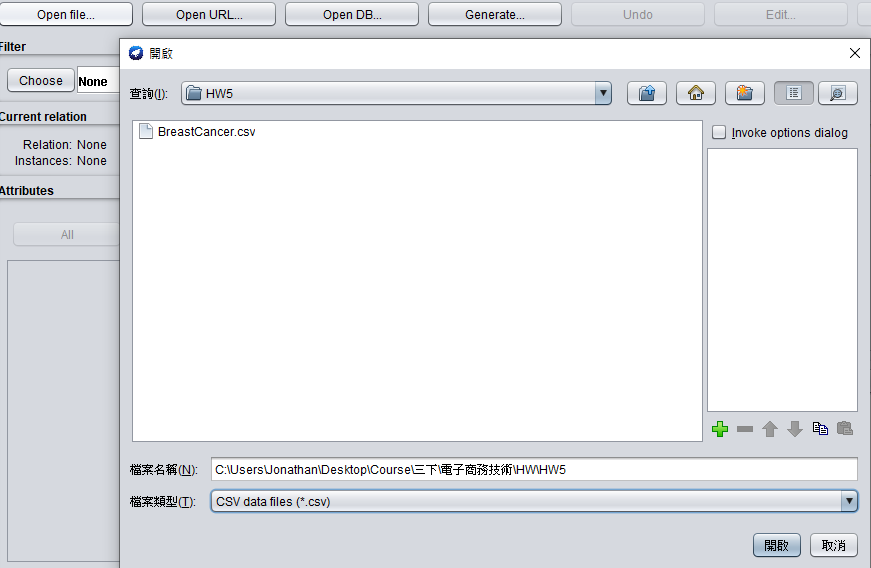 Open file... Open URL... Open DB... Generate... Undo Edit...
Filter
Choose None
Current relation
Relation: None
Instances: None
Attributes
All
開啟
查詢(I): HW5
BreastCancer.csv
Invoke options dialog
檔案名稱(N): C:\Users\Jonathan\Desktop\Course\三下\電子商務技術\HW\HW5
檔案類型(T): CSV data files (*.csv)
開啟 取消